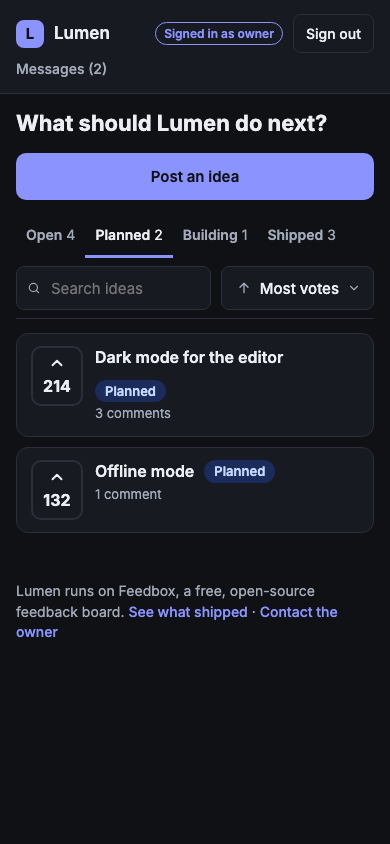 L Lumen Signed in as owner Sign out
Messages (2)
What should Lumen do next?
Post an idea
Open 4 Planned 2 Building 1 Shipped 3
Search ideas Most votes
Dark mode for the editor
214 Planned
3 comments
Offline mode Planned
132 1 comment
Lumen runs on Feedbox, a free, open-source
feedback board. See what shipped · Contact the
owner